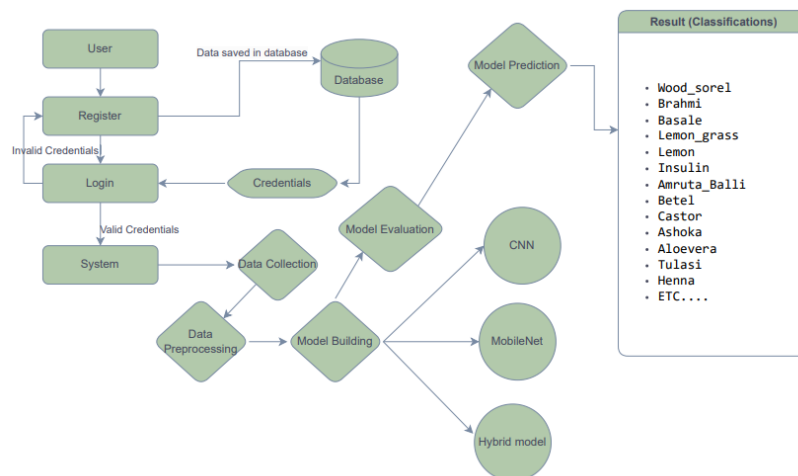 Result (Classifications)
User
Data saved in database
Model Prediction
Database
Register
Invalid Credentials
Login
Credentials
Valid Credentials
System
Data Collection
Model Evaluation
Data
Preprocessing
Model Building
CNN
MobileNet
Hybrid model
Wood_sorel
Brahmi
Basale
Lemon_grass
Lemon
Insulin
Amruta_Balli
Betel
Castor
Ashoka
Aloevera
Tulasi
Henna
ETC....